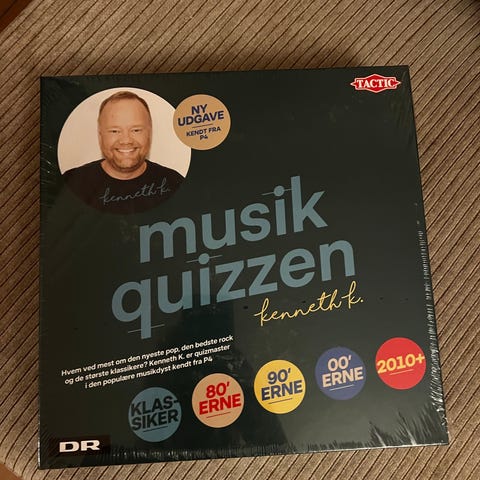 TACTIC
NY
UDGAVE
KENDT FRA
P4
kenneth k.
musik
quizzen
kenneth k.
Hvem ved mest om den nyeste pop, den bedste rock
og de største klassikere? Kenneth K. er quizmaster
i den populære musikdyst kendt fra P4
KLAS-
SIKER
80'
ERNE
90'
ERNE
00'
ERNE
2010+
DR